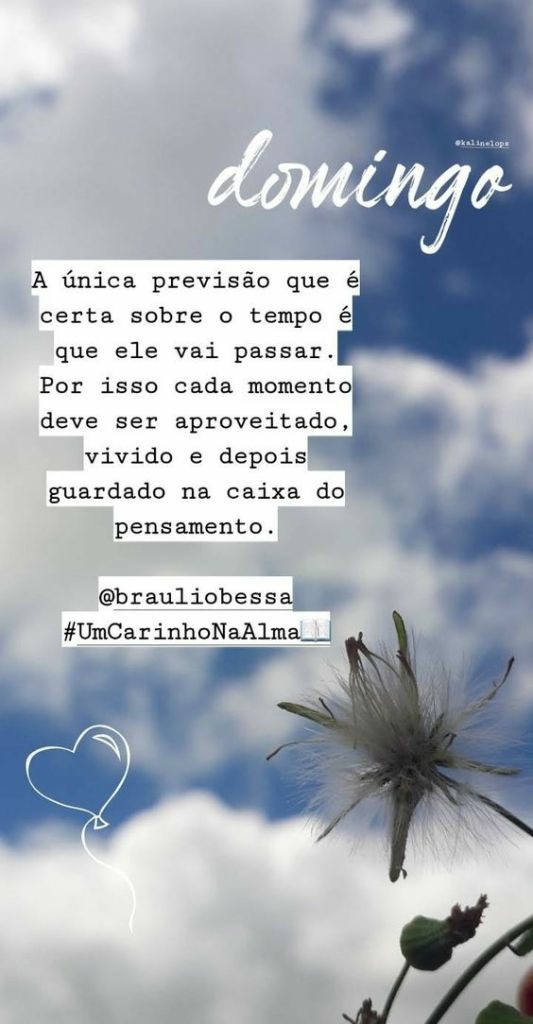 @kalinelops
domingo
A única previsão que é
certa sobre o tempo é
que ele vai passar.
Por isso cada momento
deve ser aproveitado,
vivido e depois
guardado na caixa do
pensamento.
@brauliobessa
#UmCarinhoNaAlma📖